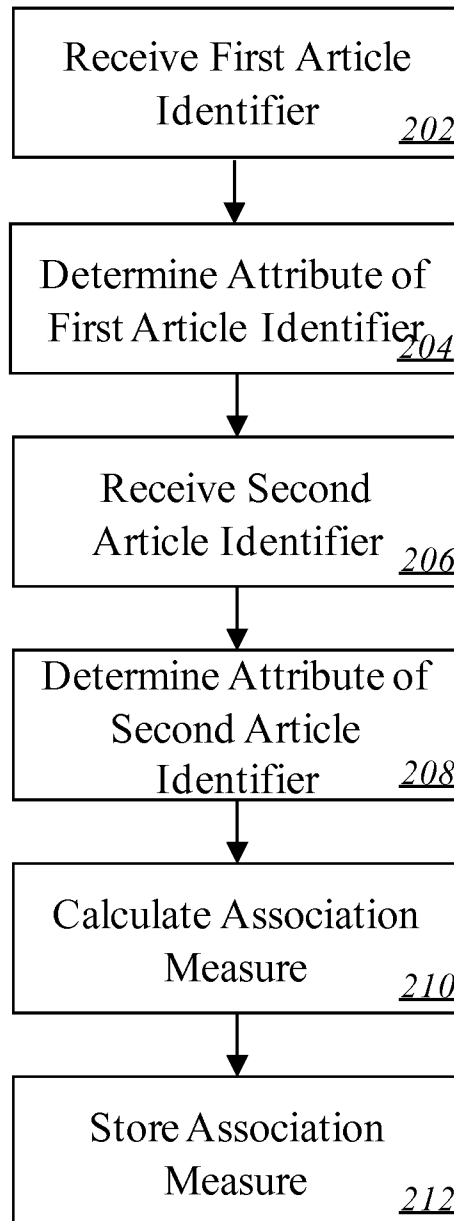 Receive First Article
Identifier
202
Determine Attribute of
First Article Identifier
204
Receive Second
Article Identifier
206
Determine Attribute of
Second Article
Identifier
208
Calculate Association
Measure
210
Store Association
Measure
212